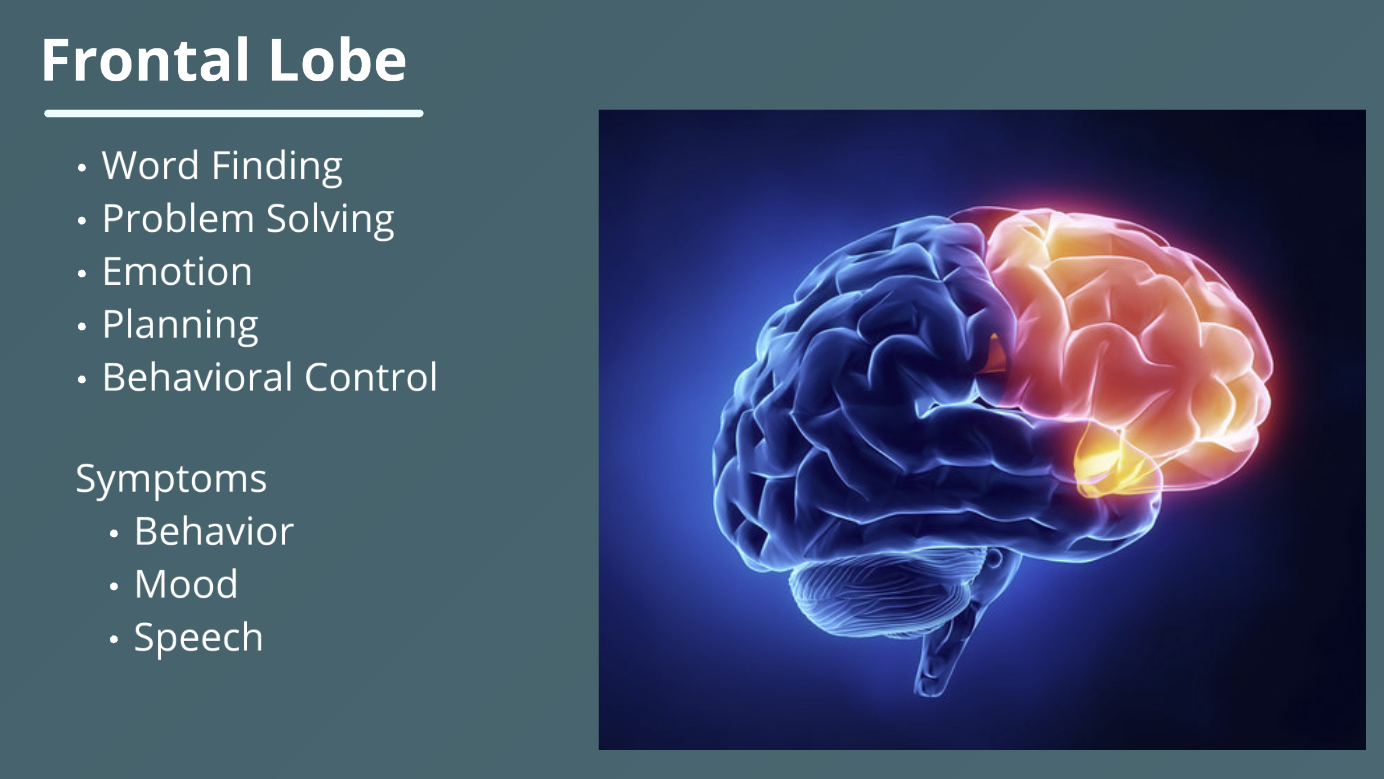 Frontal Lobe
• Word Finding
• Problem Solving
• Emotion
• Planning
• Behavioral Control
Symptoms
• Behavior
• Mood
• Speech